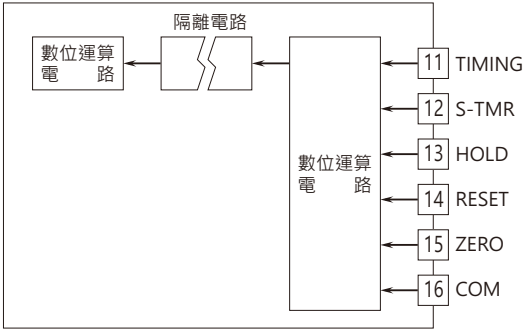 隔離電路
數位運算
電 路
數位運算
電 路
11 TIMING
12 S-TMR
13 HOLD
14 RESET
15 ZERO
16 COM